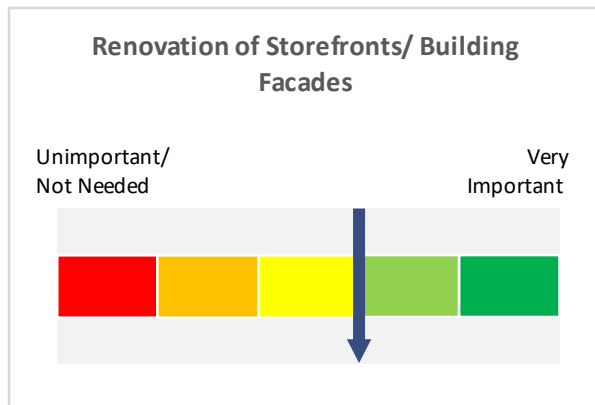 Renovation of Storefronts/ Building
Facades
Unimportant/
Not Needed
Very
Important